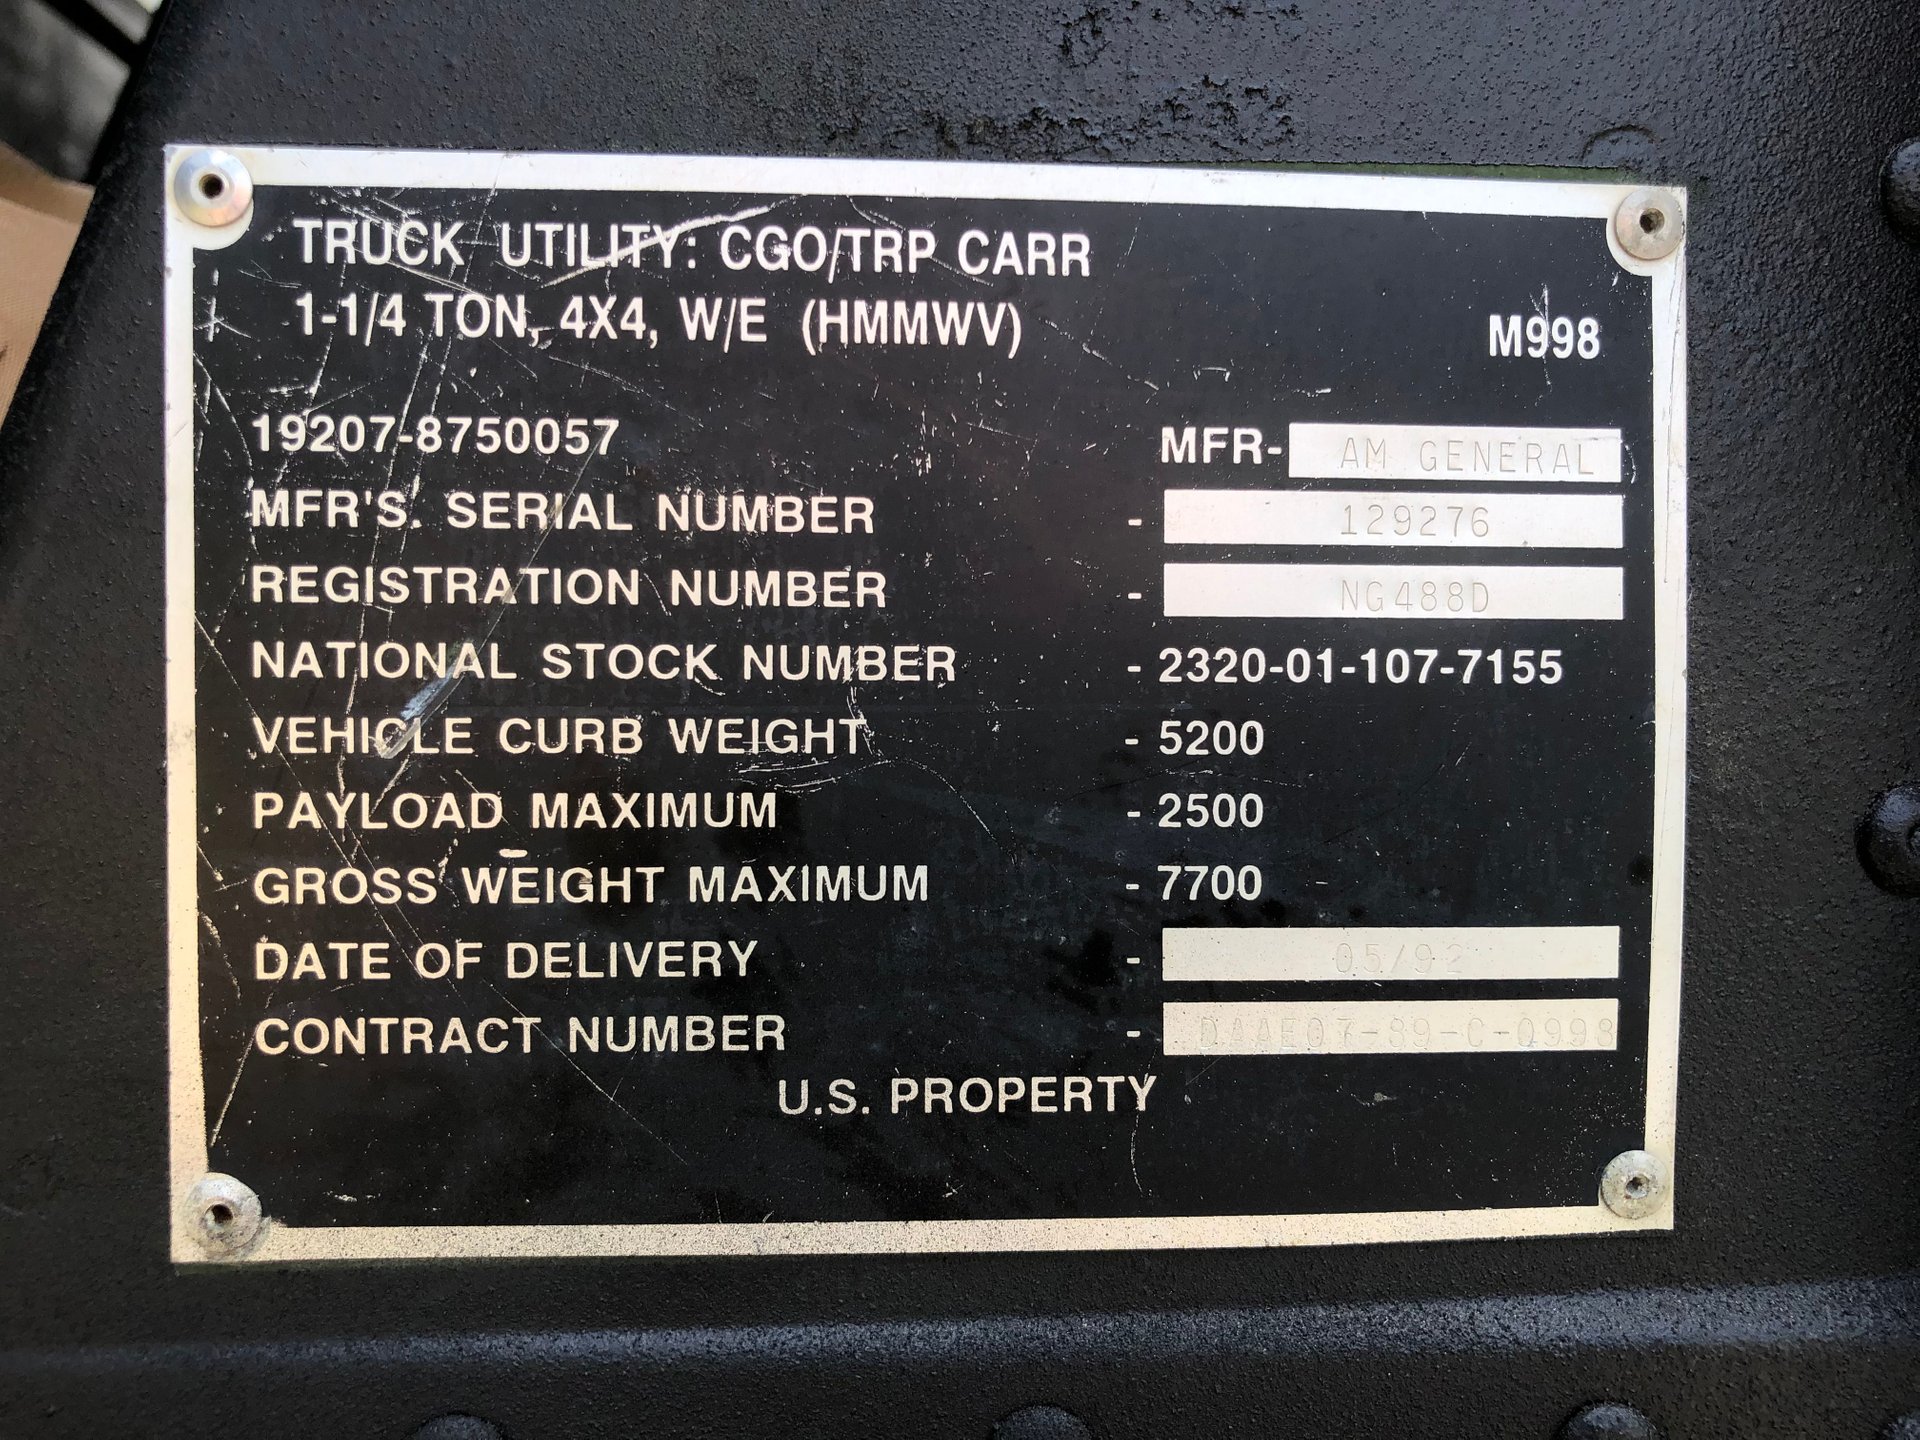 TRUCK UTILITY: CGO/TRP CARR
1-1/4 TON, 4X4, W/E (HMMWV) M998
19207-8750057 MFR- AM GENERAL
MFR'S. SERIAL NUMBER - 129276
REGISTRATION NUMBER - NG488D
NATIONAL STOCK NUMBER - 2320-01-107-7155
VEHICLE CURB WEIGHT - 5200
PAYLOAD MAXIMUM - 2500
GROSS WEIGHT MAXIMUM - 7700
DATE OF DELIVERY - 05/92
CONTRACT NUMBER - DAAE07-89-C-0998
U.S. PROPERTY